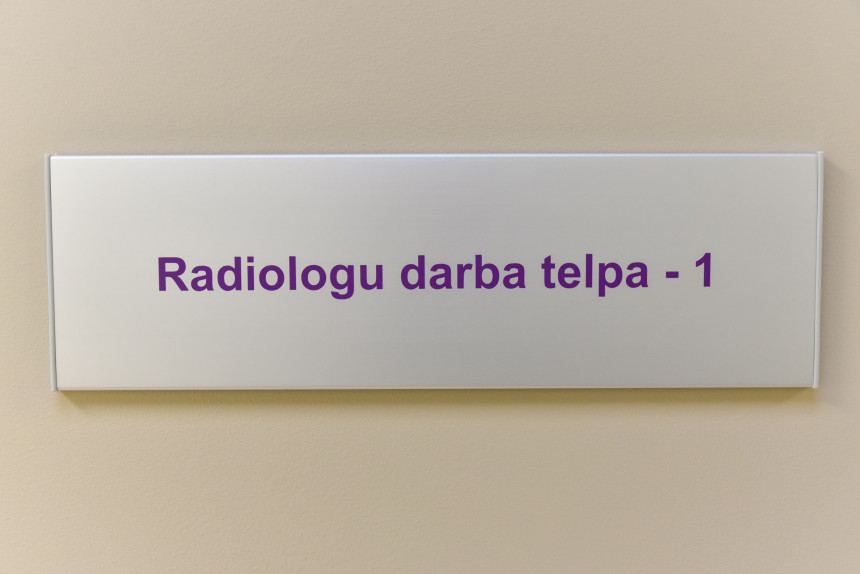 Radiologu darba telpa - 1